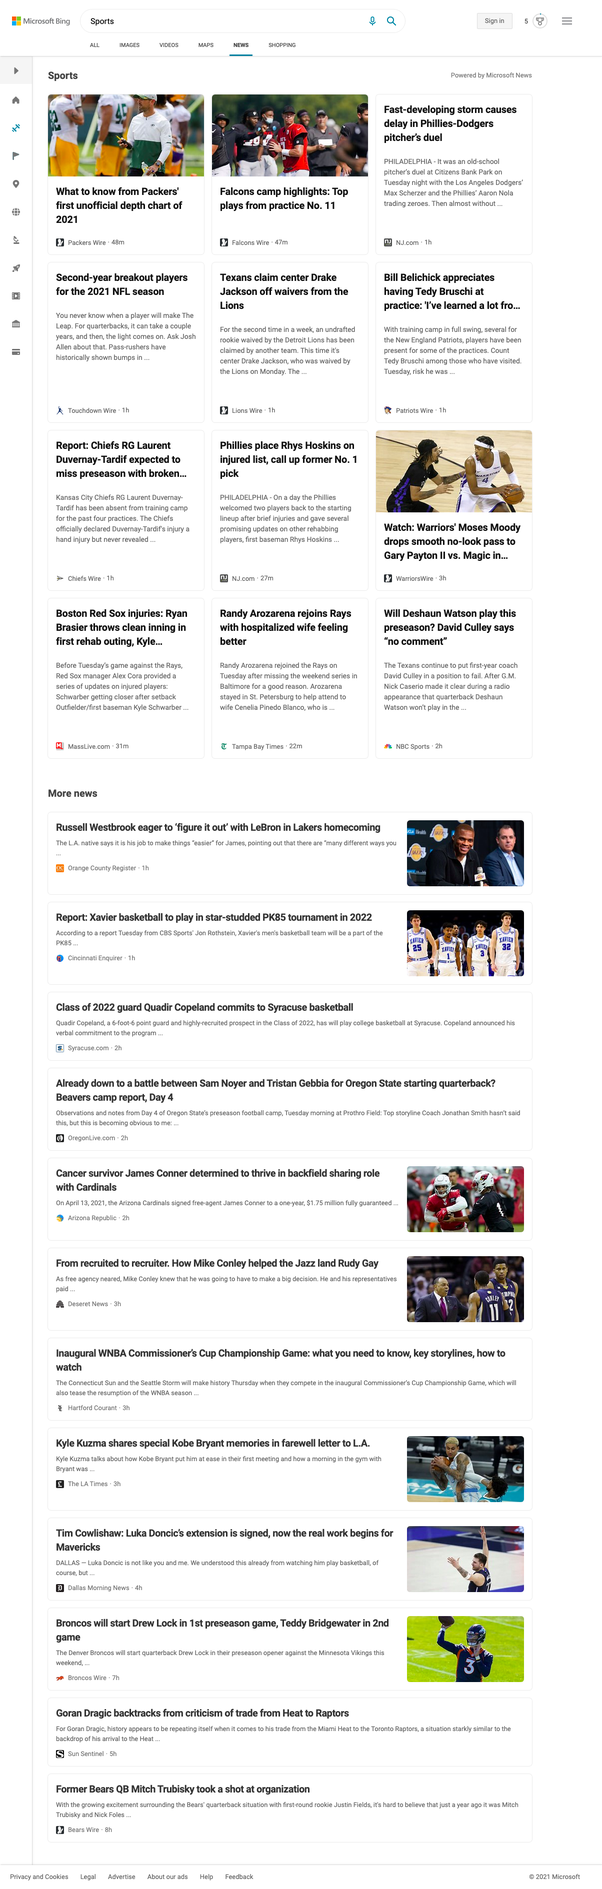 Microsoft Bing
Sports
Sign in
5
ALL
IMAGES
VIDEOS
MAPS
NEWS
SHOPPING
Sports
Powered by Microsoft News
What to know from Packers'
first unofficial depth chart of
2021
Packers Wire · 48m
Falcons camp highlights: Top
plays from practice No. 11
Falcons Wire · 47m
Fast-developing storm causes
delay in Phillies-Dodgers
pitcher's duel
PHILADELPHIA - It was an old-school
pitcher's duel at Citizens Bank Park on
Tuesday night with the Los Angeles Dodgers'
Max Scherzer and the Phillies' Aaron Nola
trading zeroes. Then almost without ...
NJ.com · 1h
Second-year breakout players
for the 2021 NFL season
You never know when a player will make The
Leap. For quarterbacks, it can take a couple
years, and then, the light comes on. Ask Josh
Allen about that. Pass-rushers have
historically shown bumps in ...
Touchdown Wire · 1h
Texans claim center Drake
Jackson off waivers from the
Lions
For the second time in a week, an undrafted
rookie waived by the Detroit Lions has been
claimed by another team. This time it's
center Drake Jackson, who was waived by
the Lions on Monday. The ...
Lions Wire · 1h
Bill Belichick appreciates
having Tedy Bruschi at
practice: 'I've learned a lot fro...
With training camp in full swing, several for
the New England Patriots, players have been
present for some of the practices. Count
Tedy Bruschi among those who have visited.
Tuesday, risk he was ...
Patriots Wire · 1h
Report: Chiefs RG Laurent
Duvernay-Tardif expected to
miss preseason with broken...
Kansas City Chiefs RG Laurent Duvernay-
Tardif has been absent from training camp
for the past four practices. The Chiefs
officially declared Duvernay-Tardif's injury a
hand injury but never revealed ...
Chiefs Wire · 1h
Phillies place Rhys Hoskins on
injured list, call up former No. 1
pick
PHILADELPHIA - On a day the Phillies
welcomed two players back to the starting
lineup after brief injuries and gave several
promising updates on other rehabbing
players, first baseman Rhys Hoskins ...
NJ.com · 27m
Watch: Warriors' Moses Moody
drops smooth no-look pass to
Gary Payton II vs. Magic in...
WarriorsWire · 3h
Boston Red Sox injuries: Ryan
Brasier throws clean inning in
first rehab outing, Kyle...
Before Tuesday's game against the Rays,
Red Sox manager Alex Cora provided a
series of updates on injured players:
Schwarber getting closer after setback
Outfielder/first baseman Kyle Schwarber ...
MassLive.com · 31m
Randy Arozarena rejoins Rays
with hospitalized wife feeling
better
Randy Arozarena rejoined the Rays on
Tuesday after missing the weekend series in
Baltimore for a good reason. Arozarena
stayed in St. Petersburg to help attend to
wife Cenelia Pinedo Blanco, who is ...
Tampa Bay Times · 22m
Will Deshaun Watson play this
preseason? David Culley says
"no comment"
The Texans continue to put first-year coach
David Culley in a position to fail. After G.M.
Nick Caserio made it clear during a radio
appearance that quarterback Deshaun
Watson won't play in the ...
NBC Sports · 2h
More news
Russell Westbrook eager to 'figure it out' with LeBron in Lakers homecoming
The L.A. native says it is his job to make things "easier" for James, pointing out that there are "many different ways you
...
Orange County Register · 1h
Report: Xavier basketball to play in star-studded PK85 tournament in 2022
According to a report Tuesday from CBS Sports' Jon Rothstein, Xavier's men's basketball team will be a part of the
PK85 ...
Cincinnati Enquirer · 1h
Class of 2022 guard Quadir Copeland commits to Syracuse basketball
Quadir Copeland, a 6-foot-6 point guard and highly-recruited prospect in the Class of 2022, has will play college basketball at Syracuse. Copeland announced his
verbal commitment to the program ...
Syracuse.com · 2h
Already down to a battle between Sam Noyer and Tristan Gebbia for Oregon State starting quarterback?
Beavers camp report, Day 4
Observations and notes from Day 4 of Oregon State's preseason football camp, Tuesday morning at Prothro Field: Top storyline Coach Jonathan Smith hasn't said
this, but this is becoming obvious to me: ...
OregonLive.com · 2h
Cancer survivor James Conner determined to thrive in backfield sharing role
with Cardinals
On April 13, 2021, the Arizona Cardinals signed free-agent James Conner to a one-year, $1.75 million fully guaranteed ...
Arizona Republic · 2h
From recruited to recruiter. How Mike Conley helped the Jazz land Rudy Gay
As free agency neared, Mike Conley knew that he was going to have to make a big decision. He and his representatives
paid ...
Deseret News · 3h
Inaugural WNBA Commissioner's Cup Championship Game: what you need to know, key storylines, how to
watch
The Connecticut Sun and the Seattle Storm will make history Thursday when they compete in the inaugural Commissioner's Cup Championship Game, which will
also tease the resumption of the WNBA season ...
Hartford Courant · 3h
Kyle Kuzma shares special Kobe Bryant memories in farewell letter to L.A.
Kyle Kuzma talks about how Kobe Bryant put him at ease in their first meeting and how a morning in the gym with
Bryant was ...
The LA Times · 3h
Tim Cowlishaw: Luka Doncic's extension is signed, now the real work begins for
Mavericks
DALLAS — Luka Doncic is not like you and me. We understood this already from watching him play basketball, of
course, but ...
Dallas Morning News · 4h
Broncos will start Drew Lock in 1st preseason game, Teddy Bridgewater in 2nd
game
The Denver Broncos will start quarterback Drew Lock in their preseason opener against the Minnesota Vikings this
weekend, ...
Broncos Wire · 7h
Goran Dragic backtracks from criticism of trade from Heat to Raptors
For Goran Dragic, history appears to be repeating itself when it comes to his trade from the Miami Heat to the Toronto Raptors, a situation starkly similar to the
backdrop of his arrival to the Heat ...
Sun Sentinel · 5h
Former Bears QB Mitch Trubisky took a shot at organization
With the growing excitement surrounding the Bears' quarterback situation with first-round rookie Justin Fields, it's hard to believe that just a year ago it was Mitch
Trubisky and Nick Foles ...
Bears Wire · 8h
Privacy and Cookies
Legal
Advertise
About our ads
Help
Feedback
© 2021 Microsoft